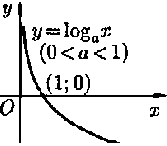 y
y=logₐx
(0<a<1)
(1;0)
O
x